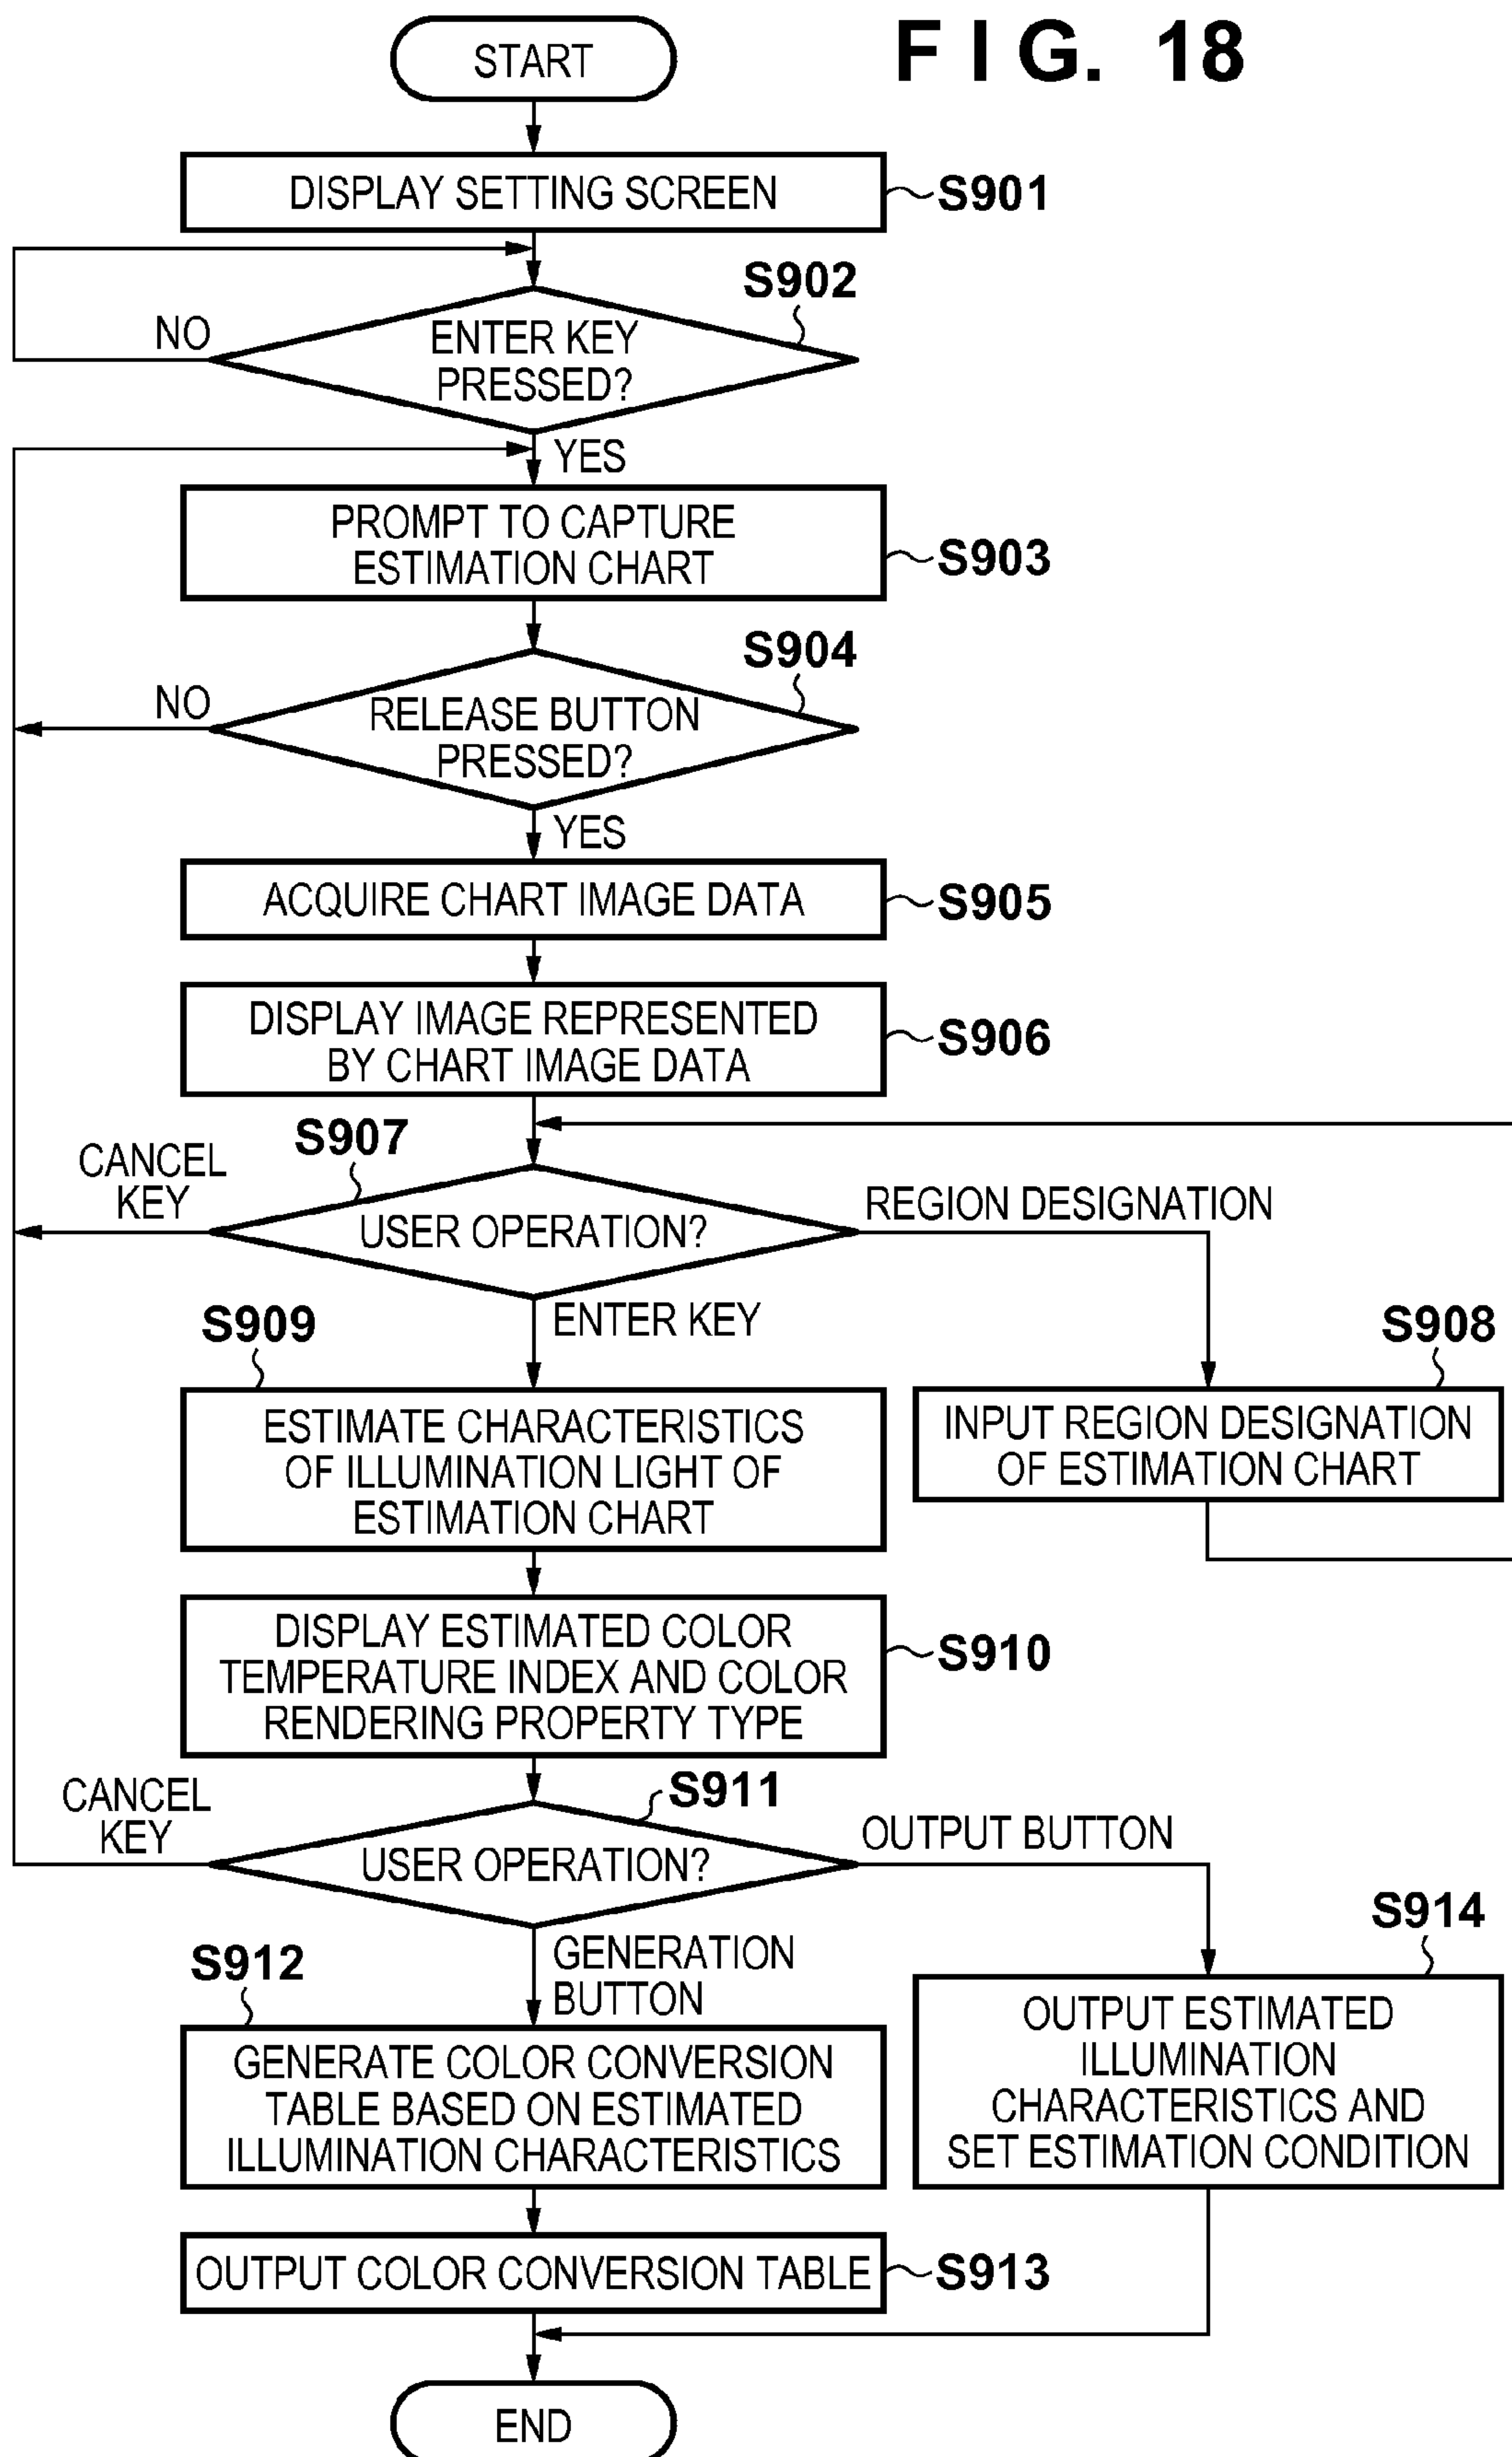 FIG. 18
START
DISPLAY SETTING SCREEN
S901
S902
NO
ENTER KEY
PRESSED?
YES
PROMPT TO CAPTURE
ESTIMATION CHART
S903
S904
NO
RELEASE BUTTON
PRESSED?
YES
ACQUIRE CHART IMAGE DATA
S905
DISPLAY IMAGE REPRESENTED
BY CHART IMAGE DATA
S906
S907
CANCEL
KEY
USER OPERATION?
REGION DESIGNATION
ENTER KEY
S908
INPUT REGION DESIGNATION
OF ESTIMATION CHART
S909
ESTIMATE CHARACTERISTICS
OF ILLUMINATION LIGHT OF
ESTIMATION CHART
DISPLAY ESTIMATED COLOR
TEMPERATURE INDEX AND COLOR
RENDERING PROPERTY TYPE
S910
S911
CANCEL
KEY
USER OPERATION?
OUTPUT BUTTON
GENERATION
BUTTON
S912
GENERATE COLOR CONVERSION
TABLE BASED ON ESTIMATED
ILLUMINATION CHARACTERISTICS
S914
OUTPUT ESTIMATED
ILLUMINATION
CHARACTERISTICS AND
SET ESTIMATION CONDITION
OUTPUT COLOR CONVERSION TABLE
S913
END